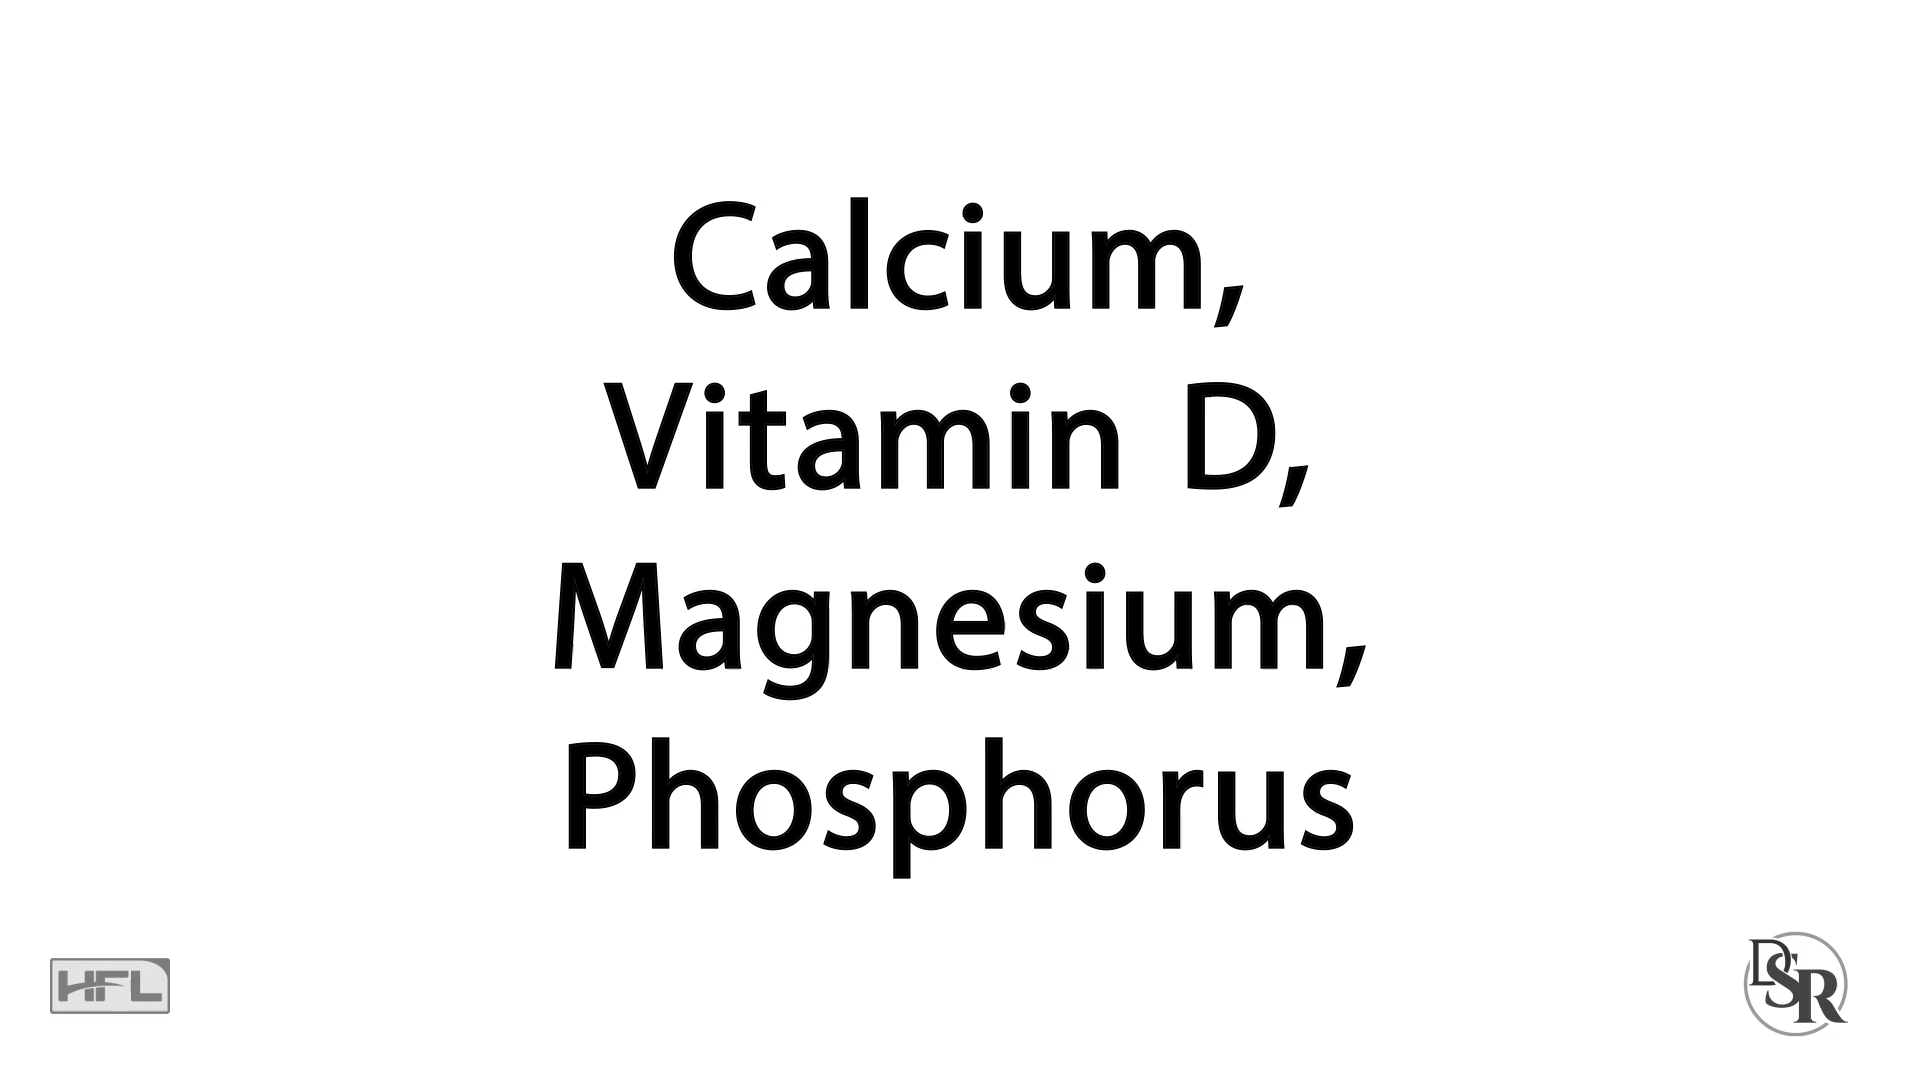 Calcium,
Vitamin D,
Magnesium,
Phosphorus
HFL
DSR